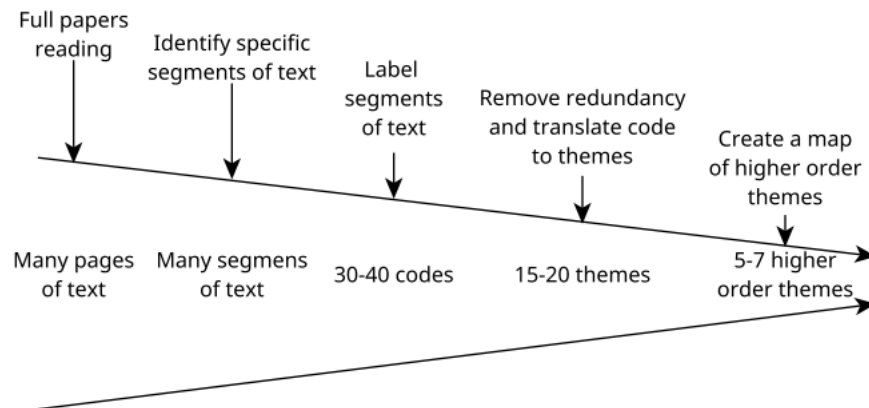 Full papers
reading
Identify specific
segments of text
Label
segments
of text
Remove redundancy
and translate code
to themes
Create a map
of higher order
themes
Many pages
of text
Many segmens
of text
30-40 codes
15-20 themes
5-7 higher
order themes